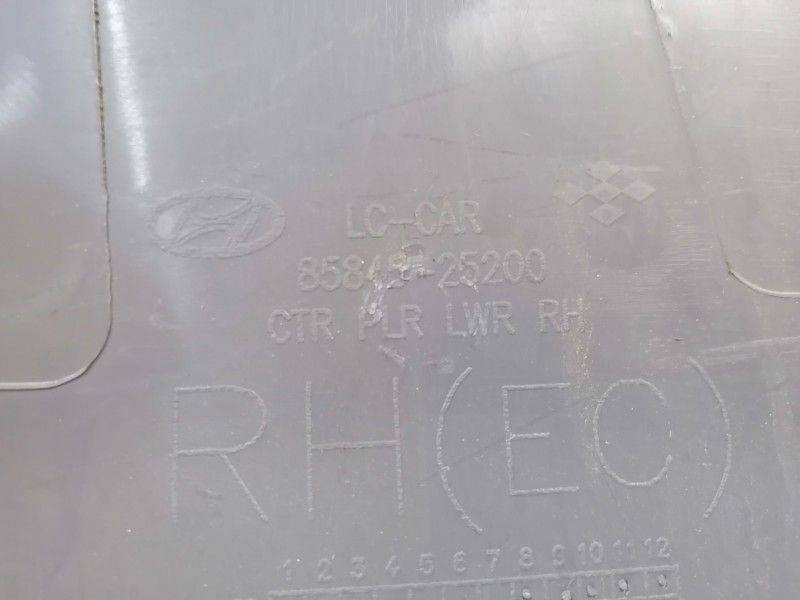 LC-CAR
CTR PLR LWR RH
RH(EC)
1 2 3 4 5 6 7 8 9 10 11 12